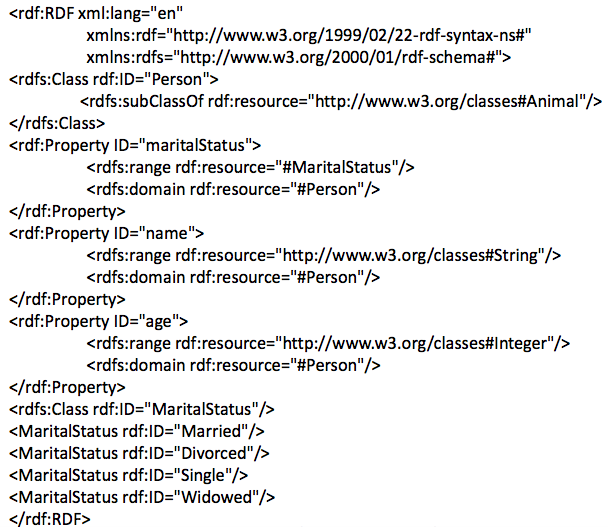 <rdf:RDF xml:lang="en"
xmlns:rdf="http://www.w3.org/1999/02/22-rdf-syntax-ns#"
xmlns:rdfs="http://www.w3.org/2000/01/rdf-schema#">
<rdfs:Class rdf:ID="Person">
<rdfs:subClassOf rdf:resource="http://www.w3.org/classes#Animal"/>
</rdfs:Class>
<rdf:Property ID="maritalStatus">
<rdfs:range rdf:resource="#MaritalStatus"/>
<rdfs:domain rdf:resource="#Person"/>
</rdf:Property>
<rdf:Property ID="name">
<rdfs:range rdf:resource="http://www.w3.org/classes#String"/>
<rdfs:domain rdf:resource="#Person"/>
</rdf:Property>
<rdf:Property ID="age">
<rdfs:range rdf:resource="http://www.w3.org/classes#Integer"/>
<rdfs:domain rdf:resource="#Person"/>
</rdf:Property>
<rdfs:Class rdf:ID="MaritalStatus"/>
<MaritalStatus rdf:ID="Married"/>
<MaritalStatus rdf:ID="Divorced"/>
<MaritalStatus rdf:ID="Single"/>
<MaritalStatus rdf:ID="Widowed"/>
</rdf:RDF>